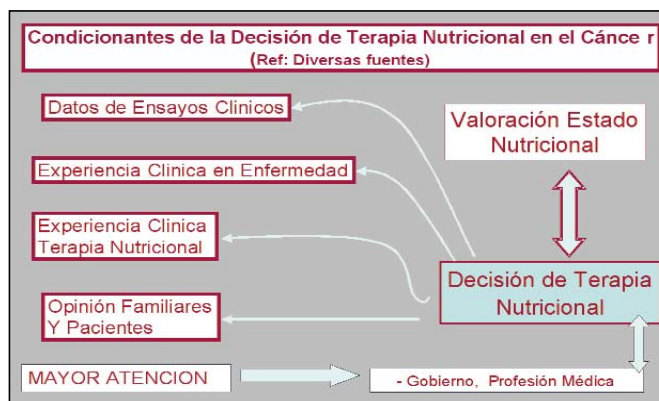 Condicionantes de la Decisión de Terapia Nutricional en el Cánce r
(Ref: Diversas fuentes)
Datos de Ensayos Clinicos
Valoración Estado
Nutricional
Experiencia Clinica en Enfermedad
Experiencia Clinica
Terapia Nutricional
Decisión de Terapia
Nutricional
Opinión Familiares
Y Pacientes
MAYOR ATENCION
- Gobierno, Profesión Médica